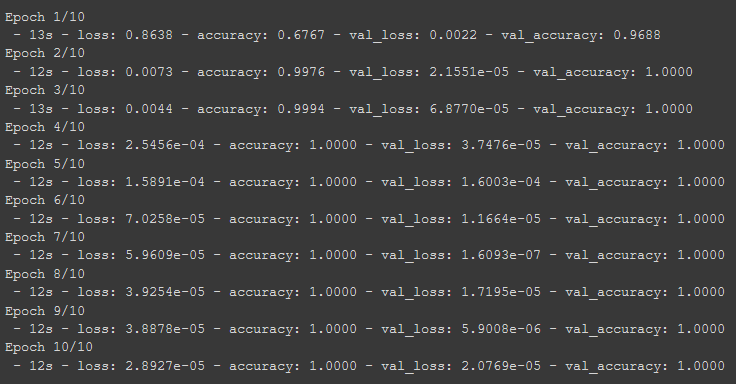 Epoch 1/10
 - 13s - loss: 0.8638 - accuracy: 0.6767 - val_loss: 0.0022 - val_accuracy: 0.9688
Epoch 2/10
 - 12s - loss: 0.0073 - accuracy: 0.9976 - val_loss: 2.1551e-05 - val_accuracy: 1.0000
Epoch 3/10
 - 13s - loss: 0.0044 - accuracy: 0.9994 - val_loss: 6.8770e-05 - val_accuracy: 1.0000
Epoch 4/10
 - 12s - loss: 2.5456e-04 - accuracy: 1.0000 - val_loss: 3.7476e-05 - val_accuracy: 1.0000
Epoch 5/10
 - 12s - loss: 1.5891e-04 - accuracy: 1.0000 - val_loss: 1.6003e-04 - val_accuracy: 1.0000
Epoch 6/10
 - 12s - loss: 7.0258e-05 - accuracy: 1.0000 - val_loss: 1.1664e-05 - val_accuracy: 1.0000
Epoch 7/10
 - 12s - loss: 5.9609e-05 - accuracy: 1.0000 - val_loss: 1.6093e-07 - val_accuracy: 1.0000
Epoch 8/10
 - 12s - loss: 3.9254e-05 - accuracy: 1.0000 - val_loss: 1.7195e-05 - val_accuracy: 1.0000
Epoch 9/10
 - 12s - loss: 3.8878e-05 - accuracy: 1.0000 - val_loss: 5.9008e-06 - val_accuracy: 1.0000
Epoch 10/10
 - 12s - loss: 2.8927e-05 - accuracy: 1.0000 - val_loss: 2.0769e-05 - val_accuracy: 1.0000